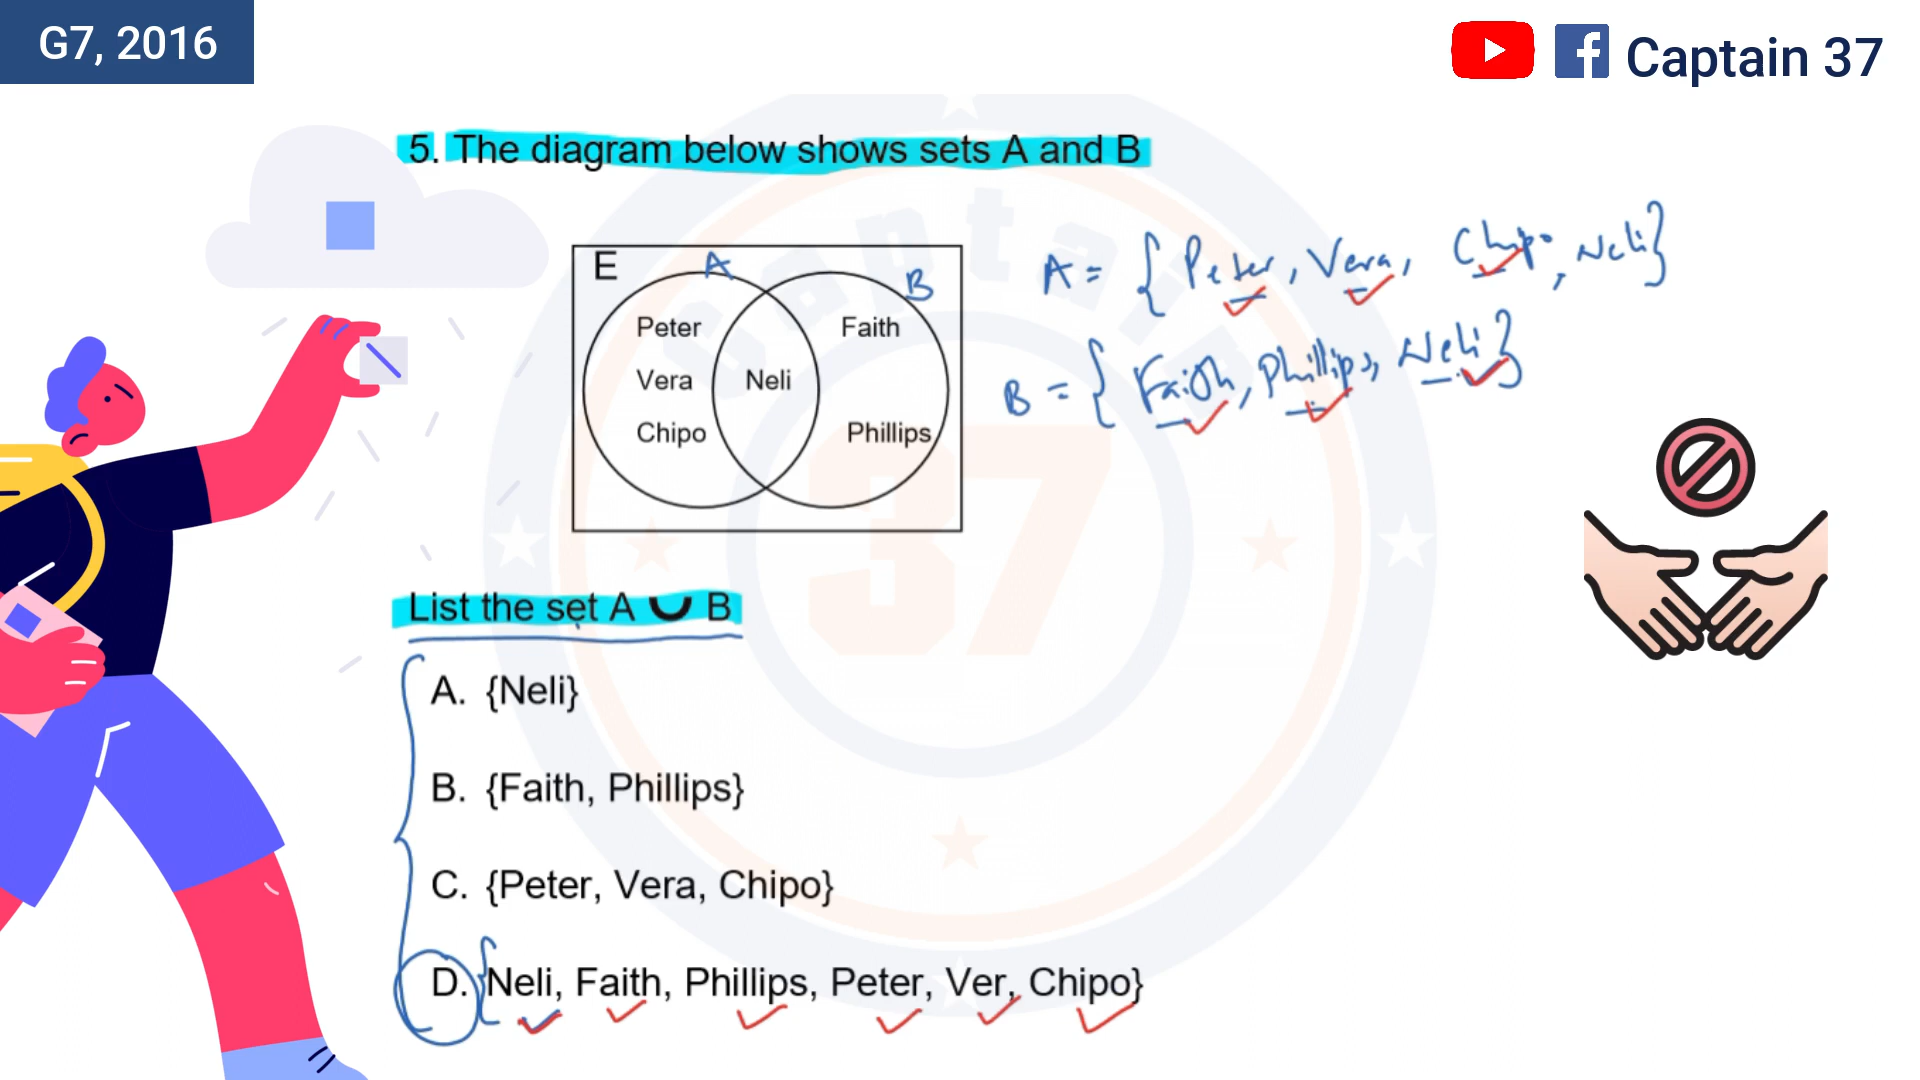 G7, 2016
Captain 37
5. The diagram below shows sets A and B
E
A
B
Peter
Faith
Vera
Neli
Chipo
Phillips
A = { Peter, Vera, Chipo, Neli}
B = { Faith, Phillips, Neli}
Captain
37
List the set A ∪ B
A. {Neli}
B. {Faith, Phillips}
C. {Peter, Vera, Chipo}
D. {Neli, Faith, Phillips, Peter, Ver, Chipo}